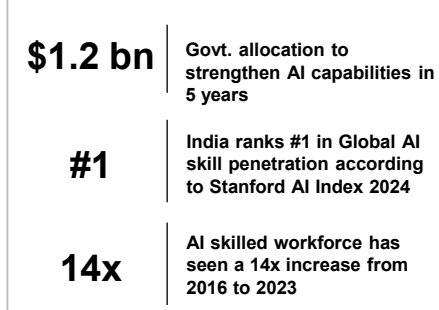 $1.2 bn
Govt. allocation to
strengthen AI capabilities in
5 years
#1
India ranks #1 in Global AI
skill penetration according
to Stanford AI Index 2024
14x
AI skilled workforce has
seen a 14x increase from
2016 to 2023